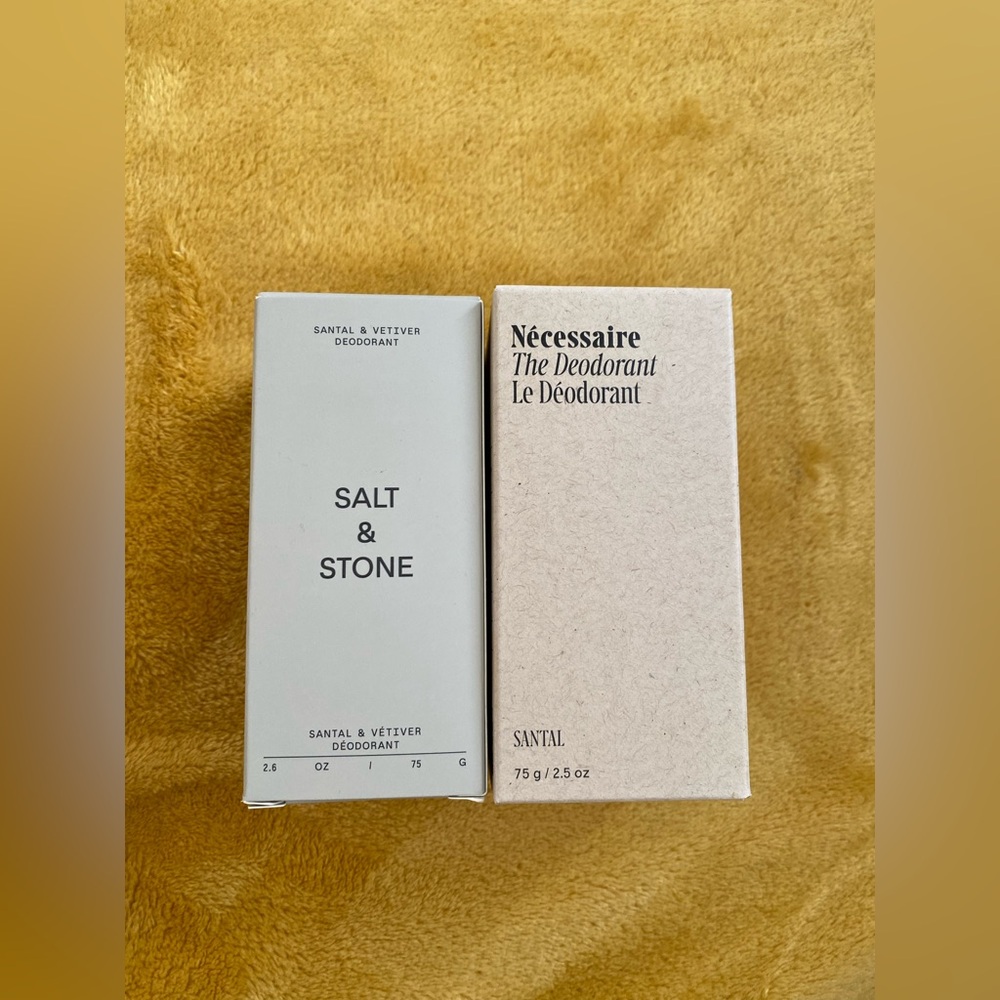 SANTAL & VETIVER
DEODORANT
SALT
&
STONE
SANTAL & VÉTIVER
DÉODORANT
2.6 OZ / 75 G
Nécessaire
The Deodorant
Le Déodorant
SANTAL
75 g / 2.5 oz